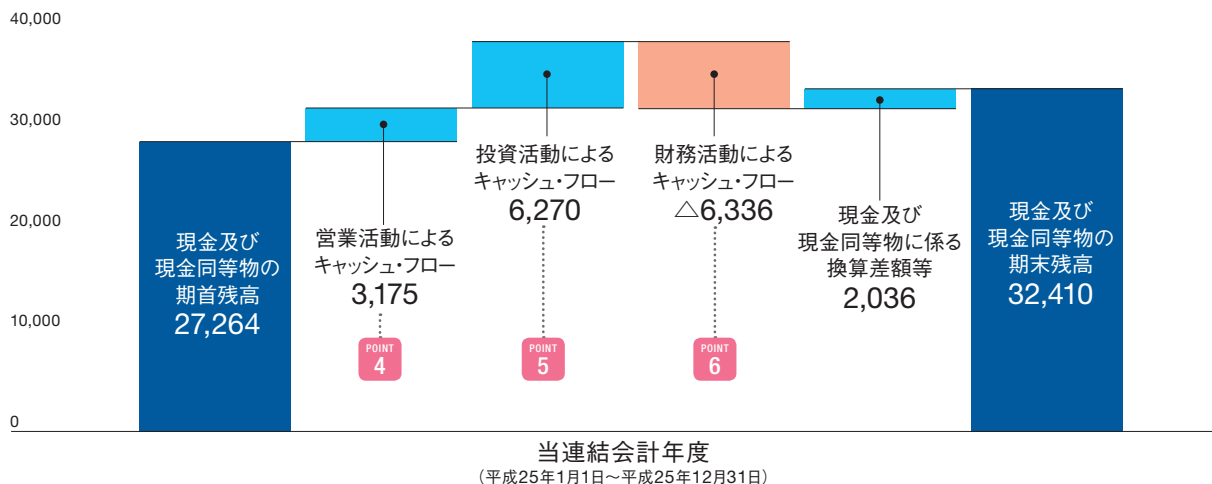 40,000
30,000
20,000
10,000
0
現金及び
現金同等物の
期首残高
27,264
営業活動による
キャッシュ・フロー
3,175
POINT
4
投資活動による
キャッシュ・フロー
6,270
POINT
5
財務活動による
キャッシュ・フロー
△6,336
POINT
6
現金及び
現金同等物に係る
換算差額等
2,036
現金及び
現金同等物の
期末残高
32,410
当連結会計年度
（平成25年1月1日～平成25年12月31日）